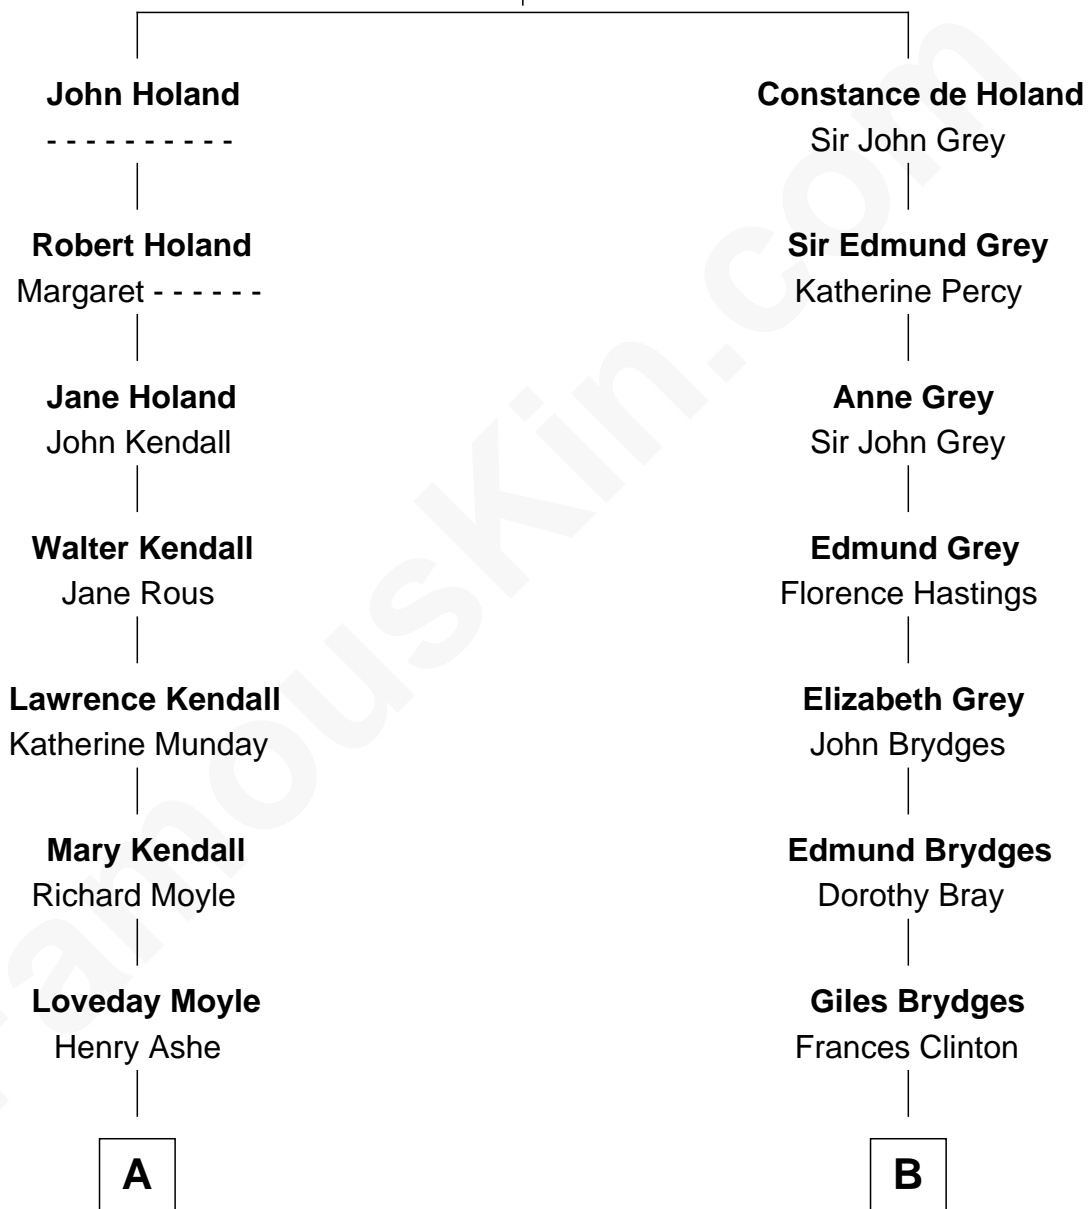 John Holand
- - - - - - - - - -
Robert Holand
Margaret - - - - - -
Jane Holand
John Kendall
Walter Kendall
Jane Rous
Lawrence Kendall
Katherine Munday
Mary Kendall
Richard Moyle
Loveday Moyle
Henry Ashe
A
Constance de Holand
Sir John Grey
Sir Edmund Grey
Katherine Percy
Anne Grey
Sir John Grey
Edmund Grey
Florence Hastings
Elizabeth Grey
John Brydges
Edmund Brydges
Dorothy Bray
Giles Brydges
Frances Clinton
B
FamousKin.com